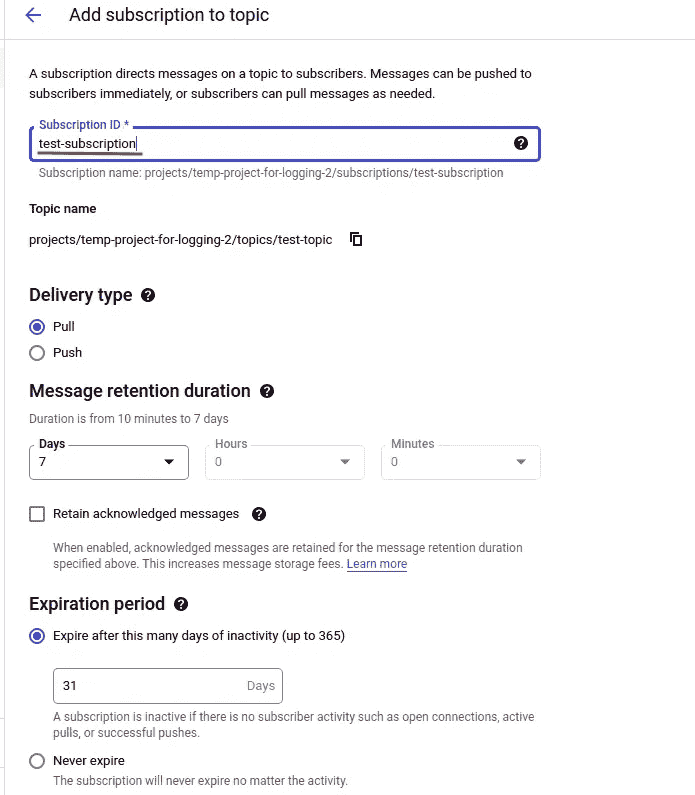 Add subscription to topic
A subscription directs messages on a topic to subscribers. Messages can be pushed to
subscribers immediately, or subscribers can pull messages as needed.
Subscription ID *
test-subscription
Subscription name: projects/temp-project-for-logging-2/subscriptions/test-subscription
Topic name
projects/temp-project-for-logging-2/topics/test-topic
Delivery type
Pull
Push
Message retention duration
Duration is from 10 minutes to 7 days
Days Hours Minutes
7 0 0
Retain acknowledged messages
When enabled, acknowledged messages are retained for the message retention duration
specified above. This increases message storage fees. Learn more
Expiration period
Expire after this many days of inactivity (up to 365)
31 Days
A subscription is inactive if there is no subscriber activity such as open connections, active
pulls, or successful pushes.
Never expire
The subscription will never expire no matter the activity.